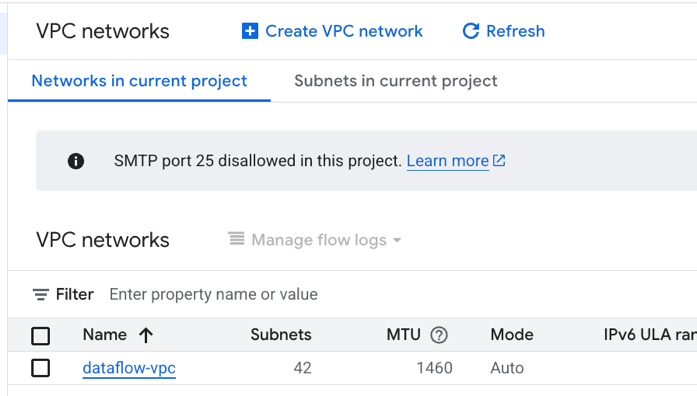 VPC networks Create VPC network Refresh
Networks in current project Subnets in current project
SMTP port 25 disallowed in this project. Learn more
VPC networks Manage flow logs
Filter Enter property name or value
Name Subnets MTU Mode IPv6 ULA ran
dataflow-vpc 42 1460 Auto